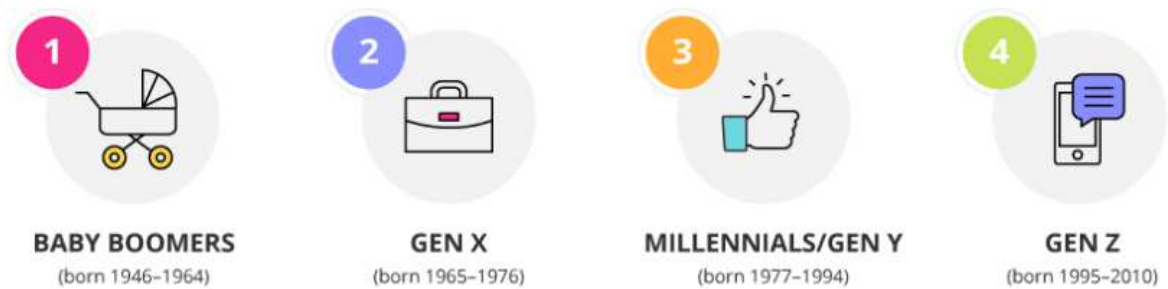 1
2
3
4
BABY BOOMERS
(born 1946–1964)
GEN X
(born 1965–1976)
MILLENNIALS/GEN Y
(born 1977–1994)
GEN Z
(born 1995–2010)